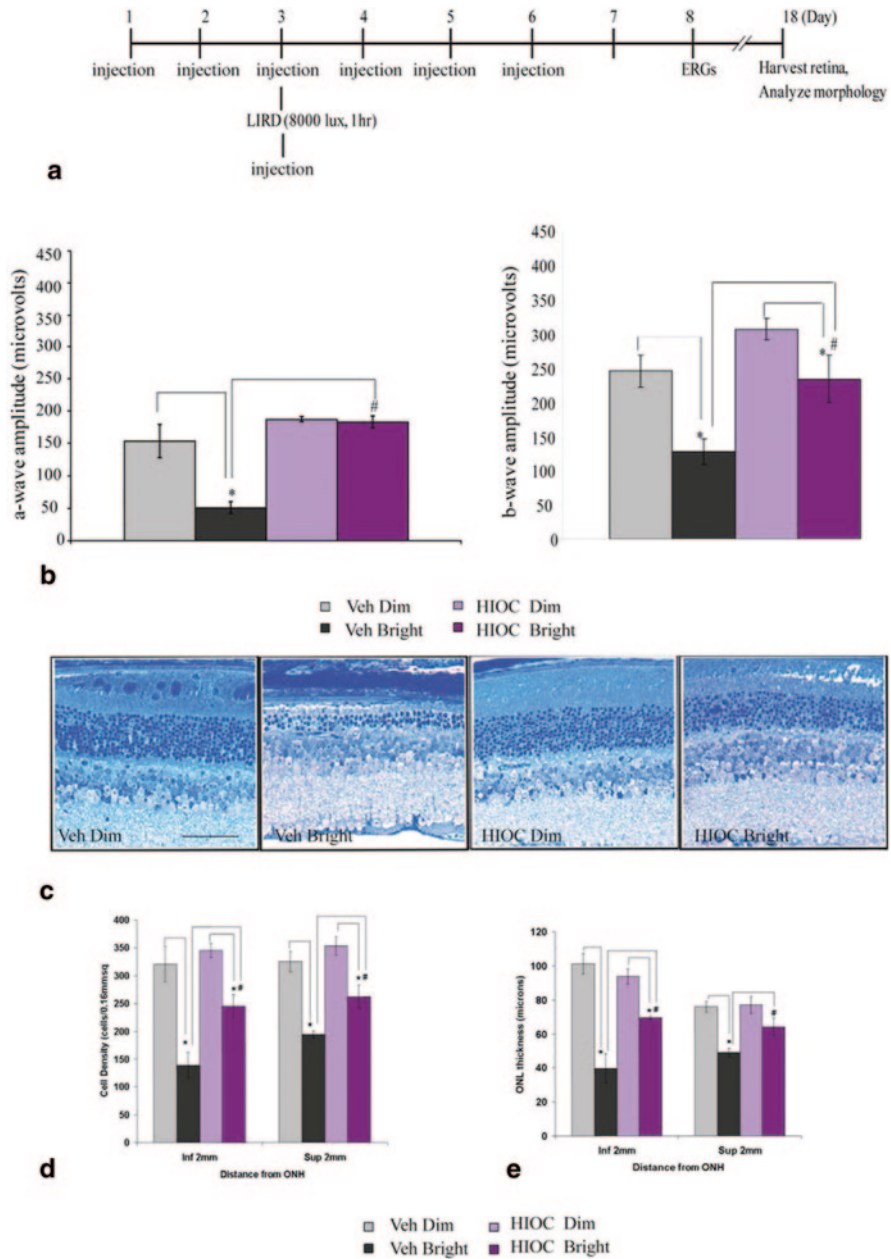 1 2 3 4 5 6 7 8 18 (Day)
injection injection injection injection injection injection ERGs Harvest retina,
Analyze morphology
LIRD (8000 lux, 1hr)
injection
a
a-wave amplitude (microvolts)
450
400
350
300
250
200
150
100
50
0
*
#
b-wave amplitude (microvolts)
450
400
350
300
250
200
150
100
50
0
*
*
#
b
Veh Dim HIOC Dim
Veh Bright HIOC Bright
Veh Dim Veh Bright HIOC Dim HIOC Bright
c
Cell Density (cells/0.16mmsq)
400
350
300
250
200
150
100
50
0
*
*#
*
*#
Inf 2mm Sup 2mm
Distance from ONH
d
ONL thickness (microns)
120
100
80
60
40
20
0
*
*#
*
#
Inf 2mm Sup 2mm
Distance from ONH
e
Veh Dim HIOC Dim
Veh Bright HIOC Bright